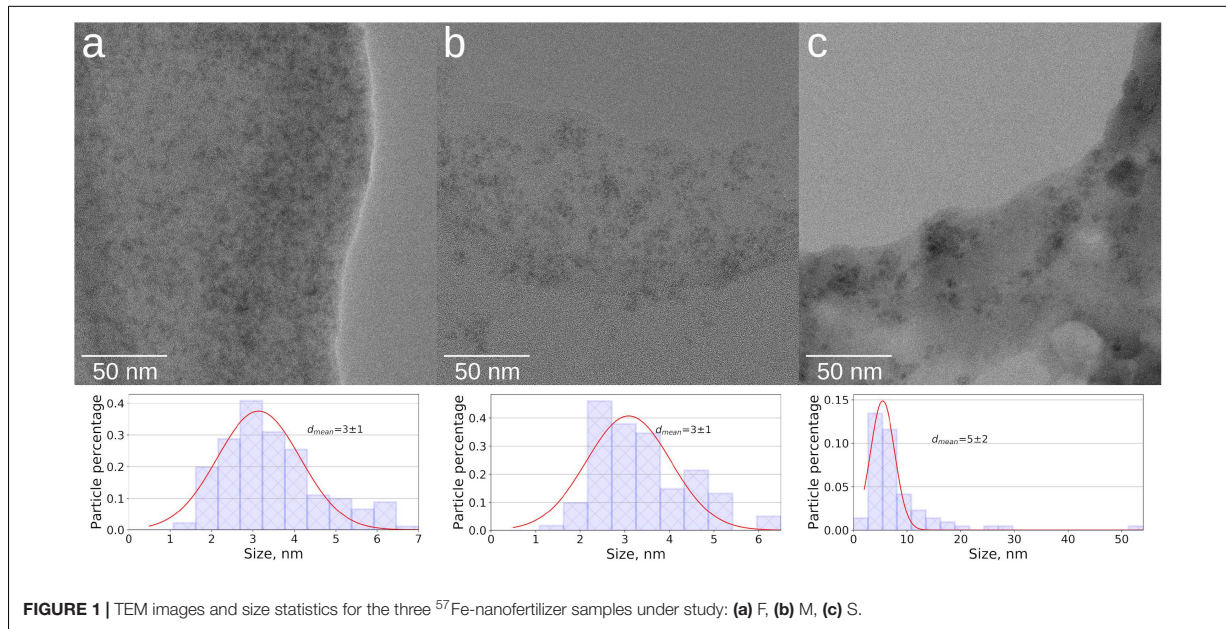 a
b
c
50 nm
50 nm
50 nm
0.4
0.3
0.2
0.1
0.0
Particle percentage
d_mean=3±1
0 1 2 3 4 5 6 7
Size, nm
0.4
0.3
0.2
0.1
0.0
Particle percentage
d_mean=3±1
0 1 2 3 4 5 6
Size, nm
0.15
0.10
0.05
0.00
Particle percentage
d_mean=5±2
0 10 20 30 40 50
Size, nm
FIGURE 1 | TEM images and size statistics for the three ⁵⁷Fe-nanofertilizer samples under study: (a) F, (b) M, (c) S.